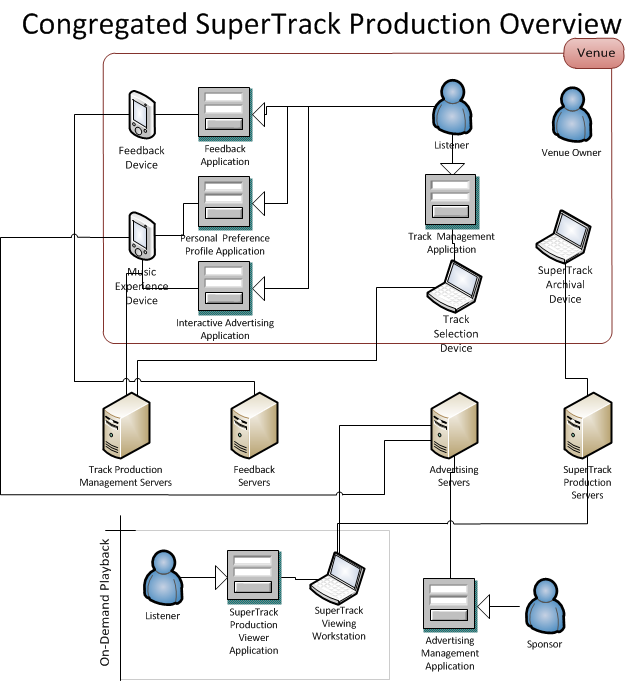 Congregated SuperTrack Production Overview
Venue
Feedback
Device
Feedback
Application
Listener
Venue Owner
Personal Preference
Profile Application
Track Management
Application
Music
Experience
Device
SuperTrack
Archival
Device
Interactive Advertising
Application
Track
Selection
Device
Track Production
Management Servers
Feedback
Servers
Advertising
Servers
SuperTrack
Production
Servers
On-Demand Playback
Listener
SuperTrack
Production
Viewer
Application
SuperTrack
Viewing
Workstation
Advertising
Management
Application
Sponsor